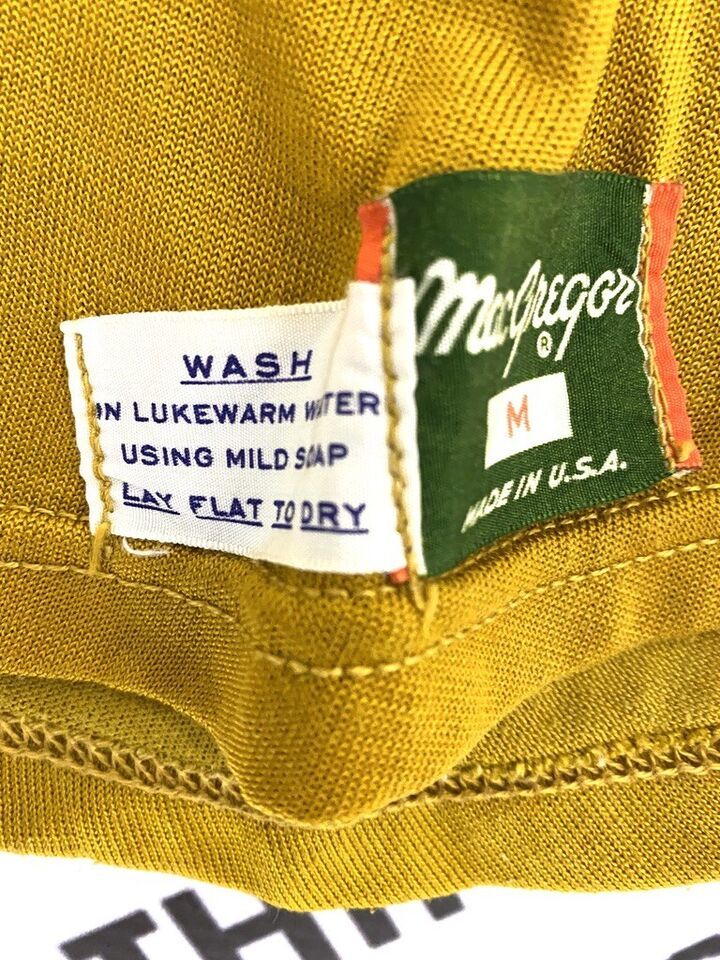 WASH
IN LUKEWARM WATER
USING MILD SOAP
LAY FLAT TO DRY
MacGregor
®
M
MADE IN U.S.A.